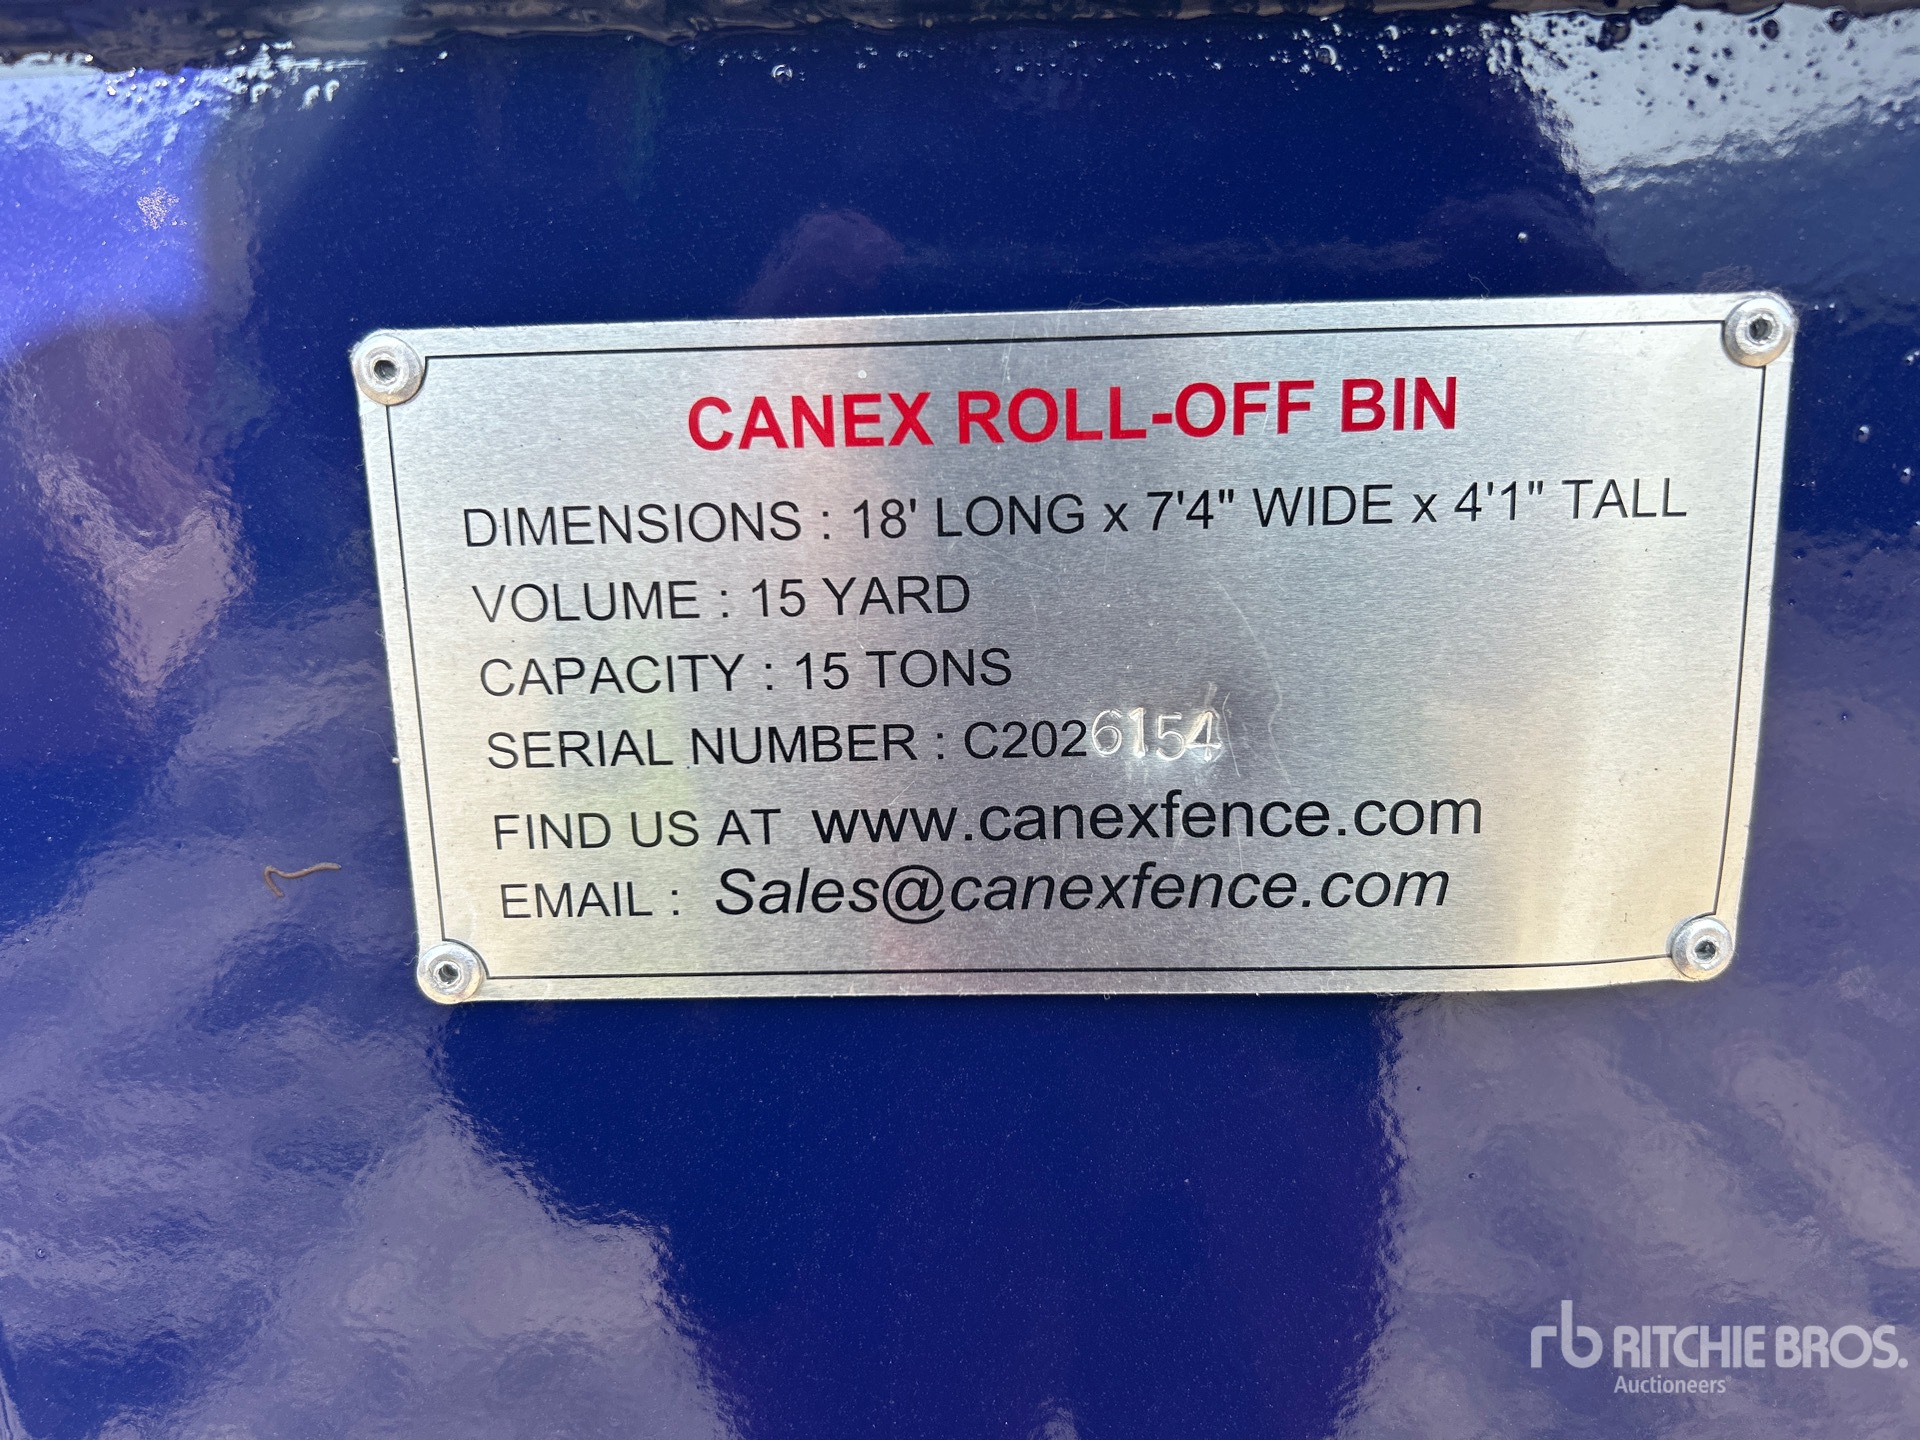 CANEX ROLL-OFF BIN
DIMENSIONS : 18' LONG x 7'4" WIDE x 4'1" TALL
VOLUME : 15 YARD
CAPACITY : 15 TONS
SERIAL NUMBER : C2026154
FIND US AT www.canexfence.com
EMAIL : Sales@canexfence.com
rb RITCHIE BROS.
Auctioneers